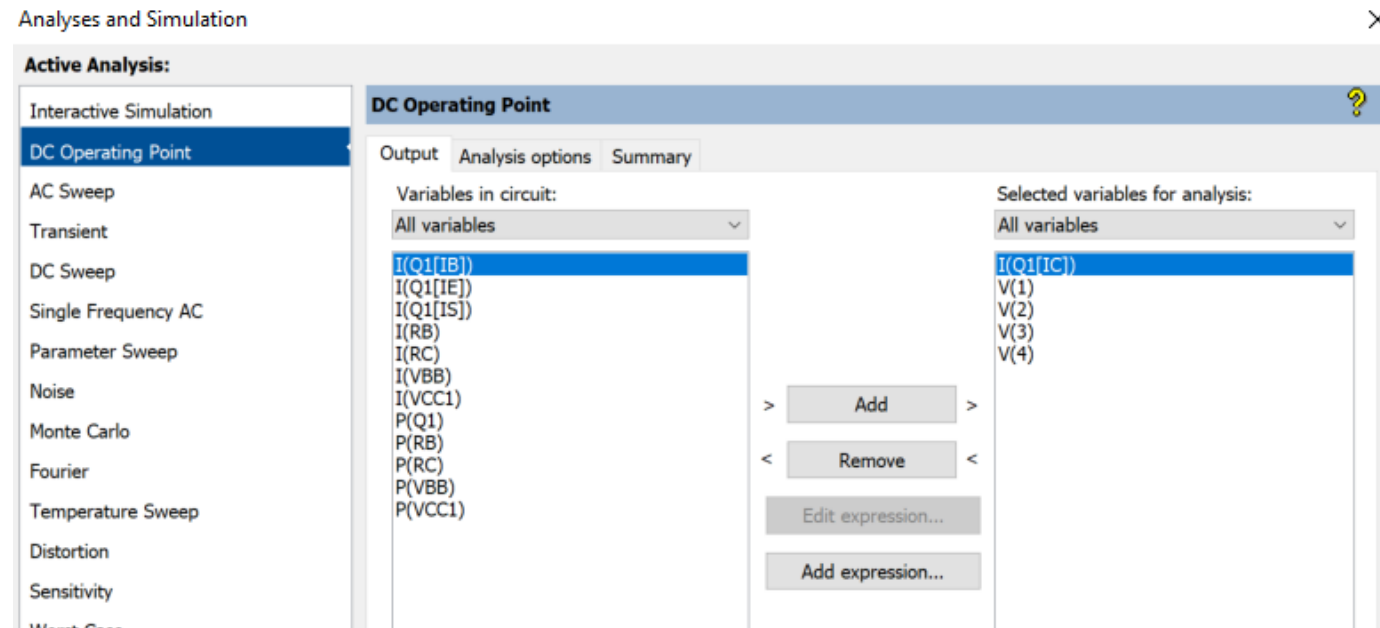 Analyses and Simulation
Active Analysis:
Interactive Simulation
DC Operating Point
AC Sweep
Transient
DC Sweep
Single Frequency AC
Parameter Sweep
Noise
Monte Carlo
Fourier
Temperature Sweep
Distortion
Sensitivity
DC Operating Point
Output Analysis options Summary
Variables in circuit:
All variables
I(Q1[IB])
I(Q1[IE])
I(Q1[IS])
I(RB)
I(RC)
I(VBB)
I(VCC1)
P(Q1)
P(RB)
P(RC)
P(VBB)
P(VCC1)
> Add >
< Remove <
Edit expression...
Add expression...
Selected variables for analysis:
All variables
I(Q1[IC])
V(1)
V(2)
V(3)
V(4)